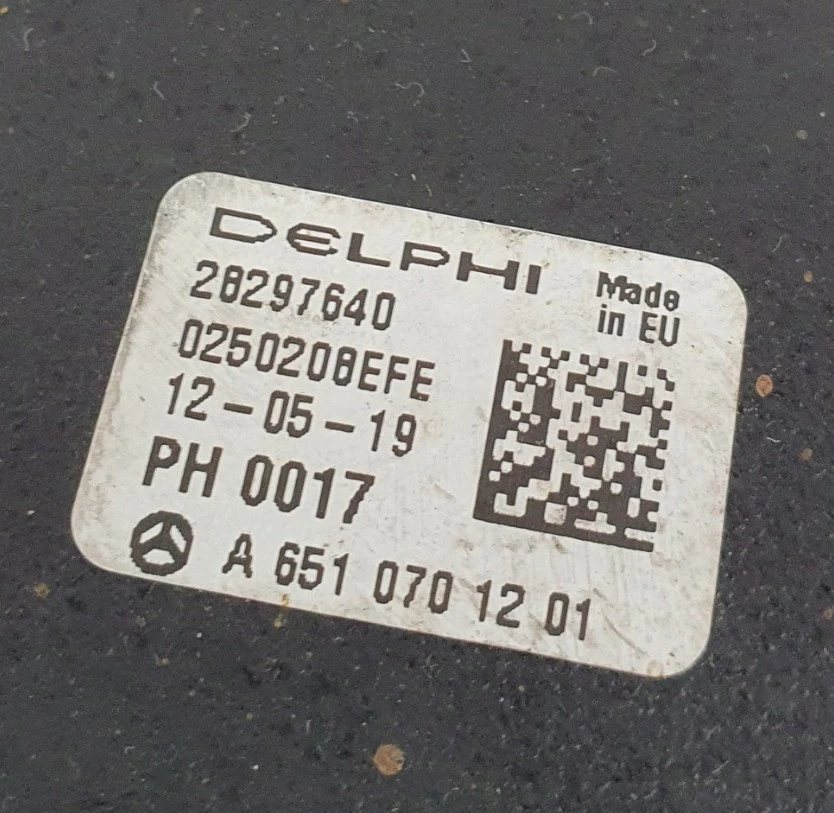 DELPHI
Made
in EU
28297640
0250208EFE
12-05-19
PH 0017
A 651 070 12 01